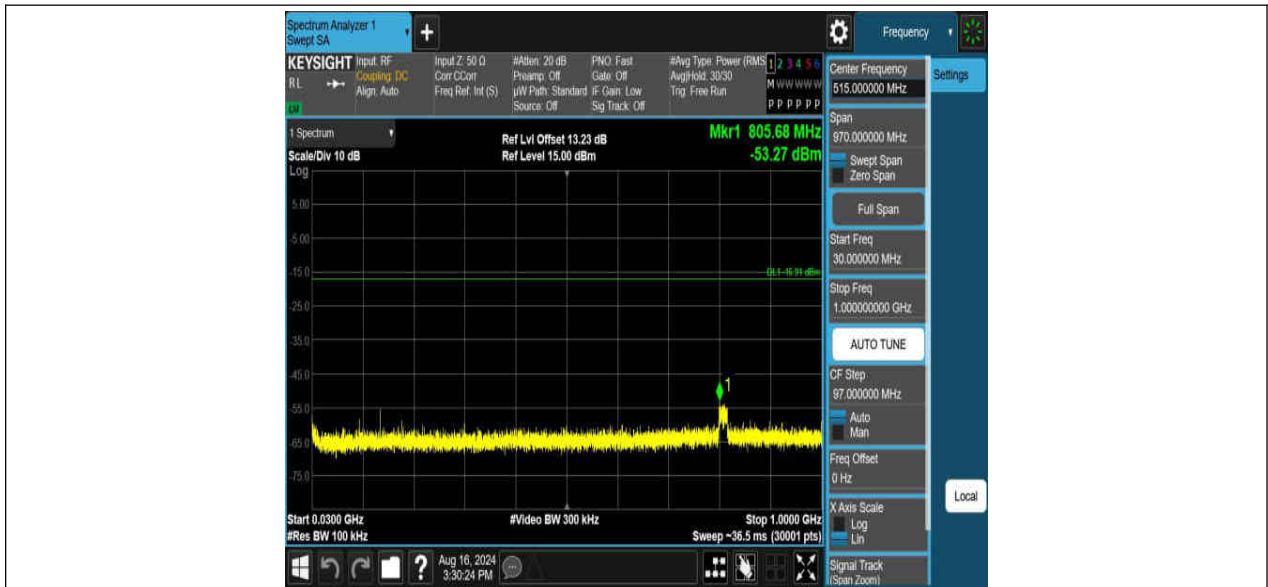 Spectrum Analyzer 1
Swept SA
+
Frequency
KEYSIGHT
RL
Input: RF
Coupling: DC
Align: Auto
Input Z: 50 Ω
Corr CCorr
Freq Ref: Int (S)
#Atten: 20 dB
Preamp: Off
µW Path: Standard
Source: Off
PNO: Fast
Gate: Off
IF Gain: Low
Sig Track: Off
#Avg Type: Power (RMS
Avg|Hold: 30/30
Trig: Free Run
1 2 3 4 5 6
M W W W W W
P P P P P P
Center Frequency
515.000000 MHz
Settings
1 Spectrum
Ref Lvl Offset 13.23 dB
Mkr1 805.68 MHz
Scale/Div 10 dB
Ref Level 15.00 dBm
-53.27 dBm
Log
5.00
-5.00
-15.0
-25.0
-35.0
-45.0
-55.0
-65.0
-75.0
1
Start 0.0300 GHz
#Video BW 300 kHz
Stop 1.0000 GHz
#Res BW 100 kHz
Sweep ~36.5 ms (30001 pts)
Span
970.000000 MHz
Swept Span
Zero Span
Full Span
Start Freq
30.000000 MHz
Stop Freq
1.000000000 GHz
AUTO TUNE
CF Step
97.000000 MHz
Auto
Man
Freq Offset
0 Hz
X Axis Scale
Log
Lin
Local
Signal Track
(Span Zoom)
?
Aug 16, 2024
3:30:24 PM